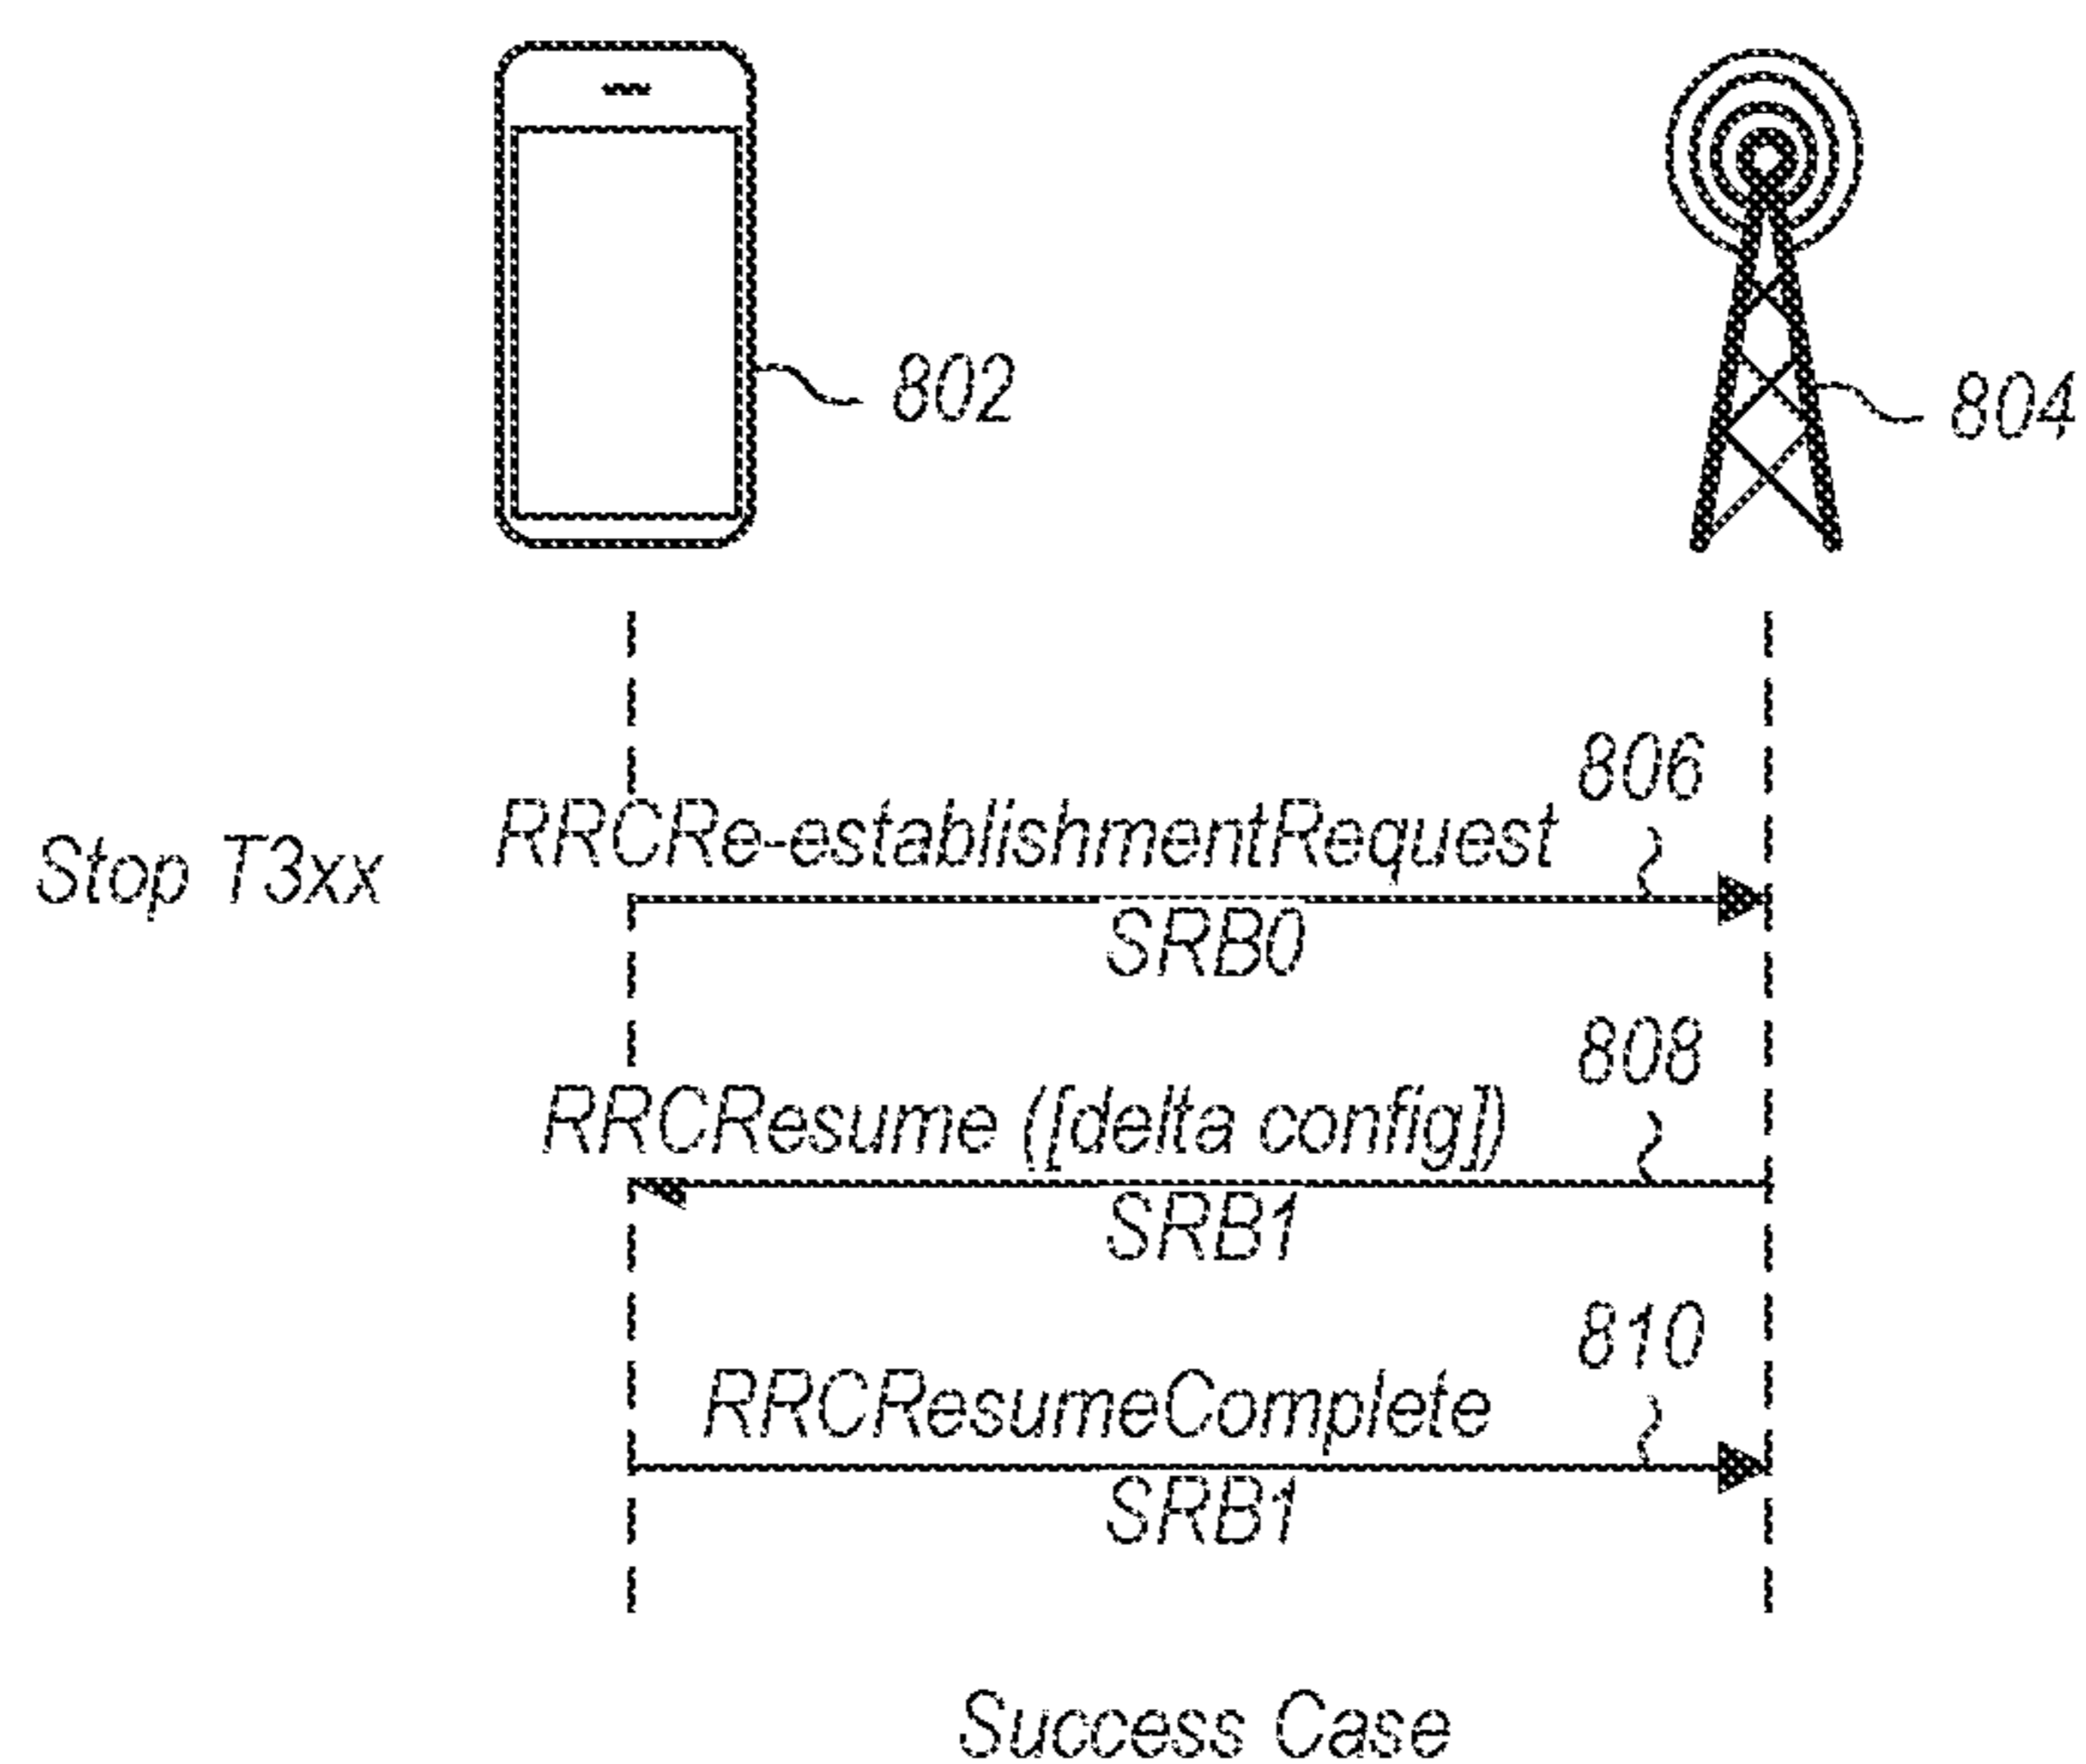 802
804
806
Stop T3xx
RRCRe-establishmentRequest
SRB0
808
RRCResume ([delta config])
SRB1
810
RRCResumeComplete
SRB1
Success Case